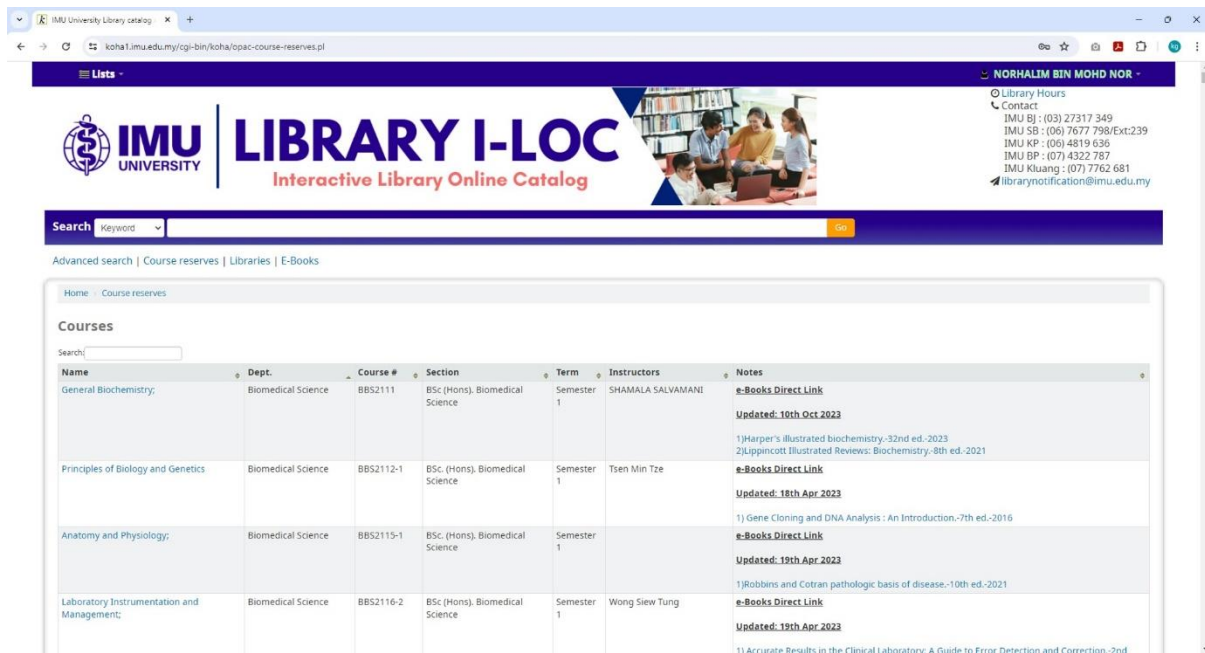 IMU University Library catalog
koha1.imu.edu.my/cgi-bin/koha/opac-course-reserves.pl
kg
Lists
NORHALIM BIN MOHD NOR
IMU
UNIVERSITY
LIBRARY I-LOC
Interactive Library Online Catalog
Library Hours
Contact
IMU BJ : (03) 27317 349
IMU SB : (06) 7677 798/Ext:239
IMU KP : (06) 4819 636
IMU BP : (07) 4322 787
IMU Kluang : (07) 7762 681
librarynotification@imu.edu.my
Search Keyword Go
Advanced search | Course reserves | Libraries | E-Books
Home Course reserves
Courses
Search:
Name Dept. Course # Section Term Instructors Notes
General Biochemistry; Biomedical Science BBS2111 BSc (Hons). Biomedical Semester SHAMALA SALVAMANI e-Books Direct Link
Science 1
Updated: 10th Oct 2023
1)Harper's illustrated biochemistry.-32nd ed.-2023
2)Lippincott Illustrated Reviews: Biochemistry.-8th ed.-2021
Principles of Biology and Genetics Biomedical Science BBS2112-1 BSc. (Hons). Biomedical Semester Tsen Min Tze e-Books Direct Link
Science 1
Updated: 18th Apr 2023
1) Gene Cloning and DNA Analysis : An Introduction.-7th ed.-2016
Anatomy and Physiology; Biomedical Science BBS2115-1 BSc. (Hons). Biomedical Semester e-Books Direct Link
Science 1
Updated: 19th Apr 2023
1)Robbins and Cotran pathologic basis of disease.-10th ed.-2021
Laboratory Instrumentation and Biomedical Science BBS2116-2 BSc (Hons). Biomedical Semester Wong Siew Tung e-Books Direct Link
Management; Science 1
Updated: 19th Apr 2023
1) Accurate Results in the Clinical Laboratory: A Guide to Error Detection and Correction.-2nd